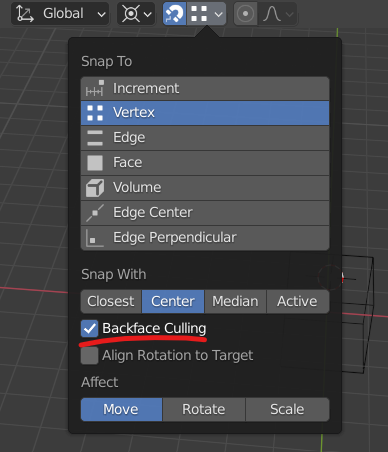 Global
Snap To
Increment
Vertex
Edge
Face
Volume
Edge Center
Edge Perpendicular
Snap With
Closest Center Median Active
Backface Culling
Align Rotation to Target
Affect
Move Rotate Scale